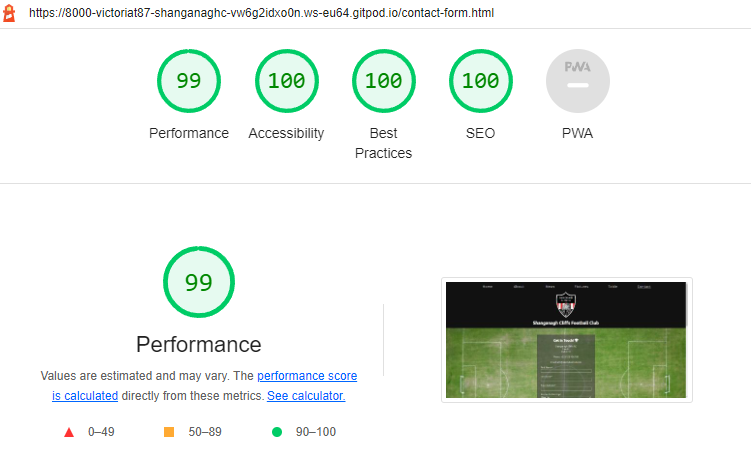 https://8000-victoriat87-shanganaghc-vw6g2idxo0n.ws-eu64.gitpod.io/contact-form.html
99 100 100 100 PWA
Performance Accessibility Best Practices SEO PWA
99
Performance
Values are estimated and may vary. The performance score
is calculated directly from these metrics. See calculator.
0–49 50–89 90–100
Shanganagh Cliffs Football Club
Get in Touch!